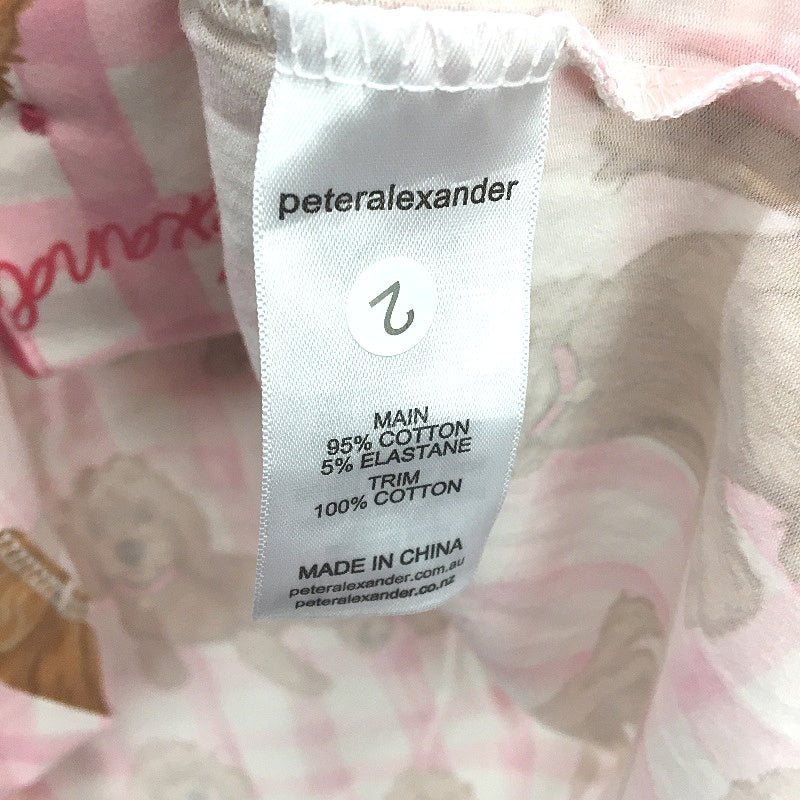 peteralexander
2
MAIN
95% COTTON
5% ELASTANE
TRIM
100% COTTON
MADE IN CHINA
peteralexander.com.au
peteralexander.co.nz